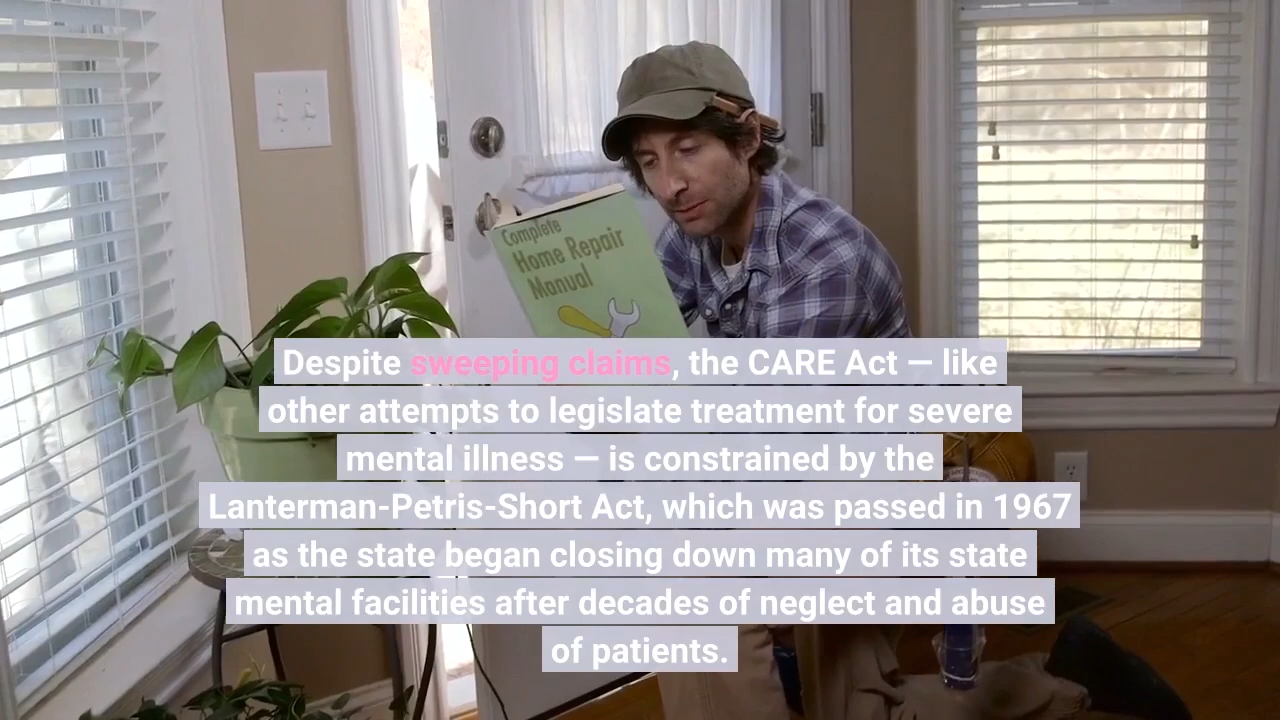 Complete
Home Repair
Manual
Despite sweeping claims, the CARE Act — like
other attempts to legislate treatment for severe
mental illness — is constrained by the
Lanterman-Petris-Short Act, which was passed in 1967
as the state began closing down many of its state
mental facilities after decades of neglect and abuse
of patients.